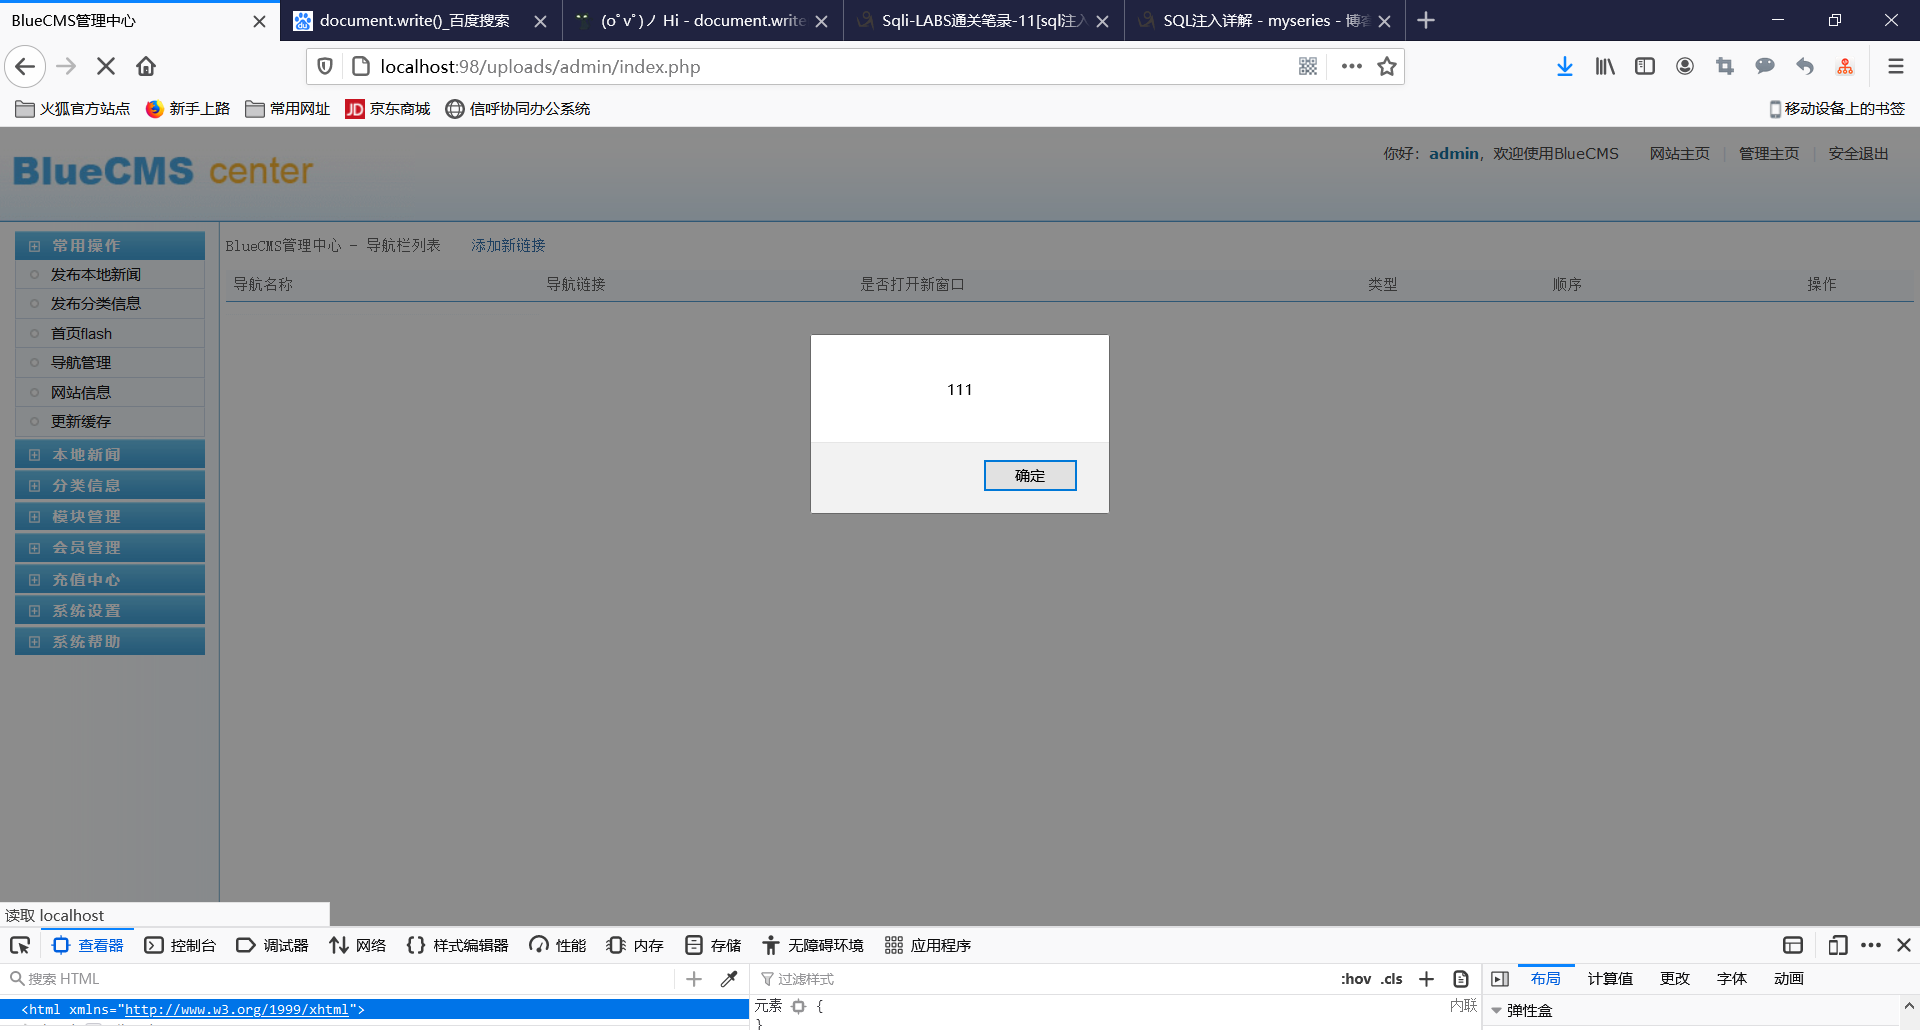 BlueCMS管理中心
document.write()_百度搜索
(oﾟvﾟ)ノ Hi - document.write
Sqli-LABS通关笔录-11[sql注入
SQL注入详解 - myseries - 博客
localhost:98/uploads/admin/index.php
火狐官方站点
新手上路
常用网址
JD 京东商城
信呼协同办公系统
移动设备上的书签
BlueCMS center
你好：admin，欢迎使用BlueCMS
网站主页 | 管理主页 | 安全退出
常用操作
发布本地新闻
发布分类信息
首页flash
导航管理
网站信息
更新缓存
本地新闻
分类信息
模块管理
会员管理
充值中心
系统设置
系统帮助
BlueCMS管理中心 - 导航栏列表 添加新链接
导航名称 导航链接 是否打开新窗口 类型 顺序 操作
111
确定
读取 localhost
查看器 控制台 调试器 网络 样式编辑器 性能 内存 存储 无障碍环境 应用程序
搜索 HTML
过滤样式
:hov .cls
布局 计算值 更改 字体 动画
<html xmlns="http://www.w3.org/1999/xhtml">
元素 {
内联
}
弹性盒